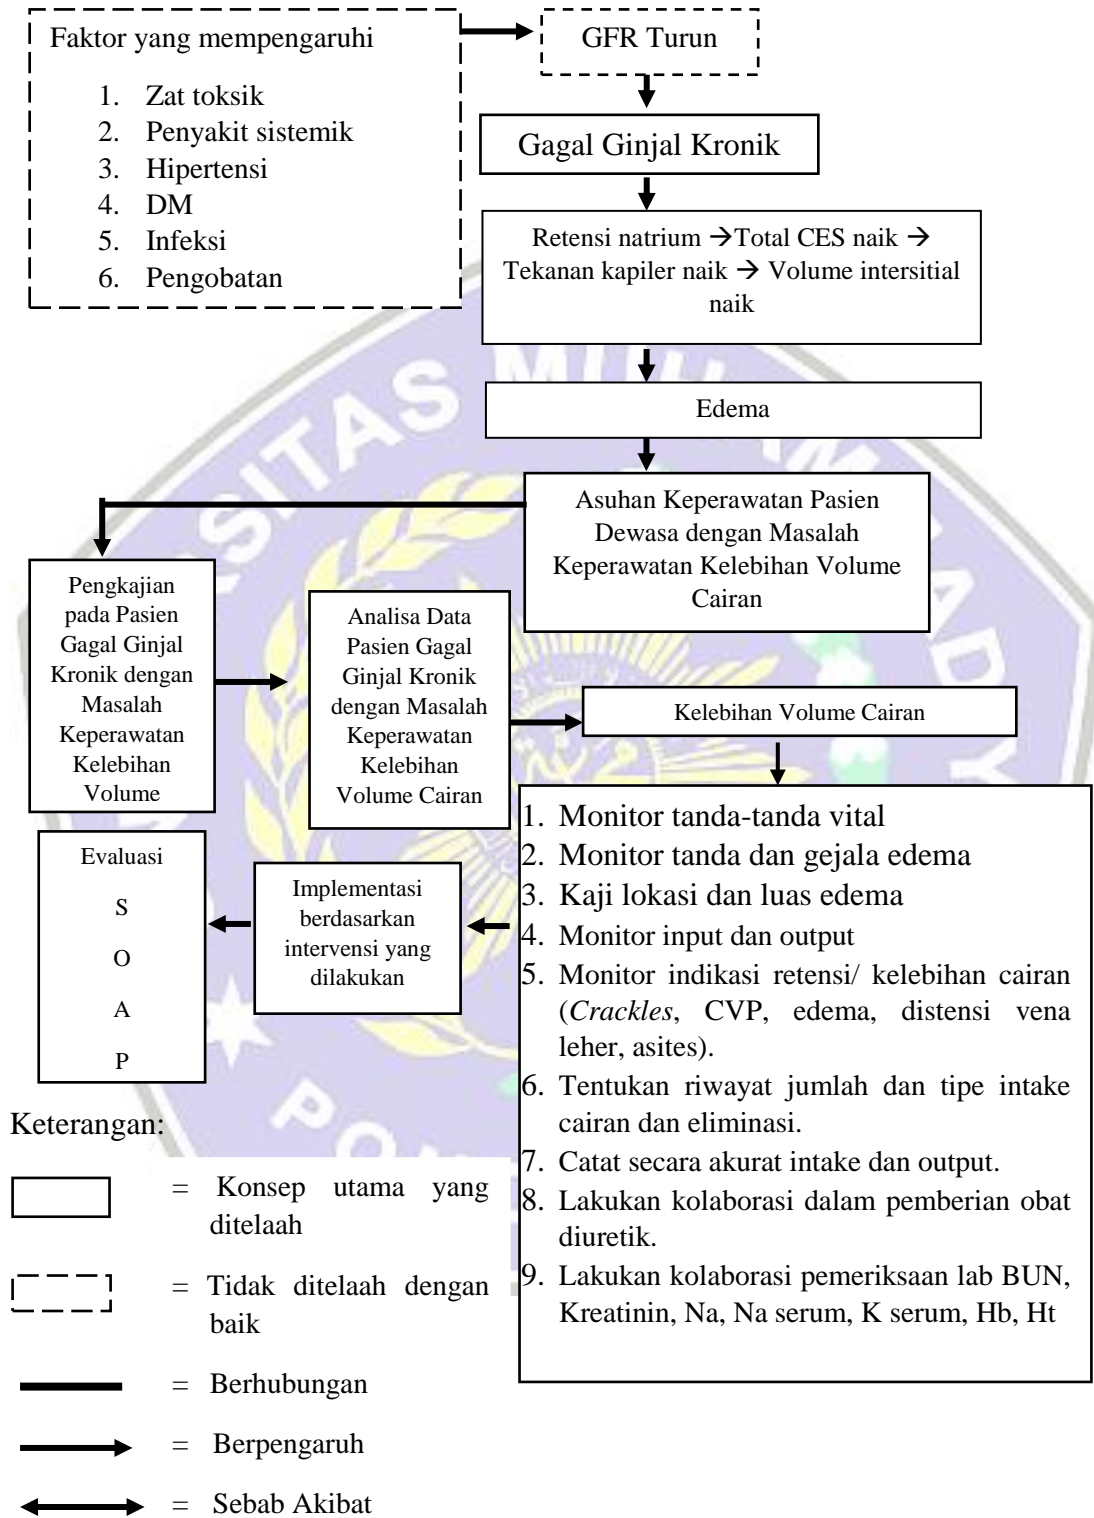 Faktor yang mempengaruhi
1. Zat toksik
2. Penyakit sistemik
3. Hipertensi
4. DM
5. Infeksi
6. Pengobatan
GFR Turun
Gagal Ginjal Kronik
Retensi natrium →Total CES naik →
Tekanan kapiler naik → Volume intersitial
naik
Edema
Asuhan Keperawatan Pasien
Dewasa dengan Masalah
Keperawatan Kelebihan Volume
Cairan
Pengkajian
pada Pasien
Gagal Ginjal
Kronik dengan
Masalah
Keperawatan
Kelebihan
Volume
Analisa Data
Pasien Gagal
Ginjal Kronik
dengan Masalah
Keperawatan
Kelebihan
Volume Cairan
Kelebihan Volume Cairan
1. Monitor tanda-tanda vital
2. Monitor tanda dan gejala edema
3. Kaji lokasi dan luas edema
4. Monitor input dan output
5. Monitor indikasi retensi/ kelebihan cairan
(Crackles, CVP, edema, distensi vena
leher, asites).
6. Tentukan riwayat jumlah dan tipe intake
cairan dan eliminasi.
7. Catat secara akurat intake dan output.
8. Lakukan kolaborasi dalam pemberian obat
diuretik.
9. Lakukan kolaborasi pemeriksaan lab BUN,
Kreatinin, Na, Na serum, K serum, Hb, Ht
Implementasi
berdasarkan
intervensi yang
dilakukan
Evaluasi
S
O
A
P
Keterangan:
= Konsep utama yang
ditelaah
= Tidak ditelaah dengan
baik
= Berhubungan
= Berpengaruh
= Sebab Akibat